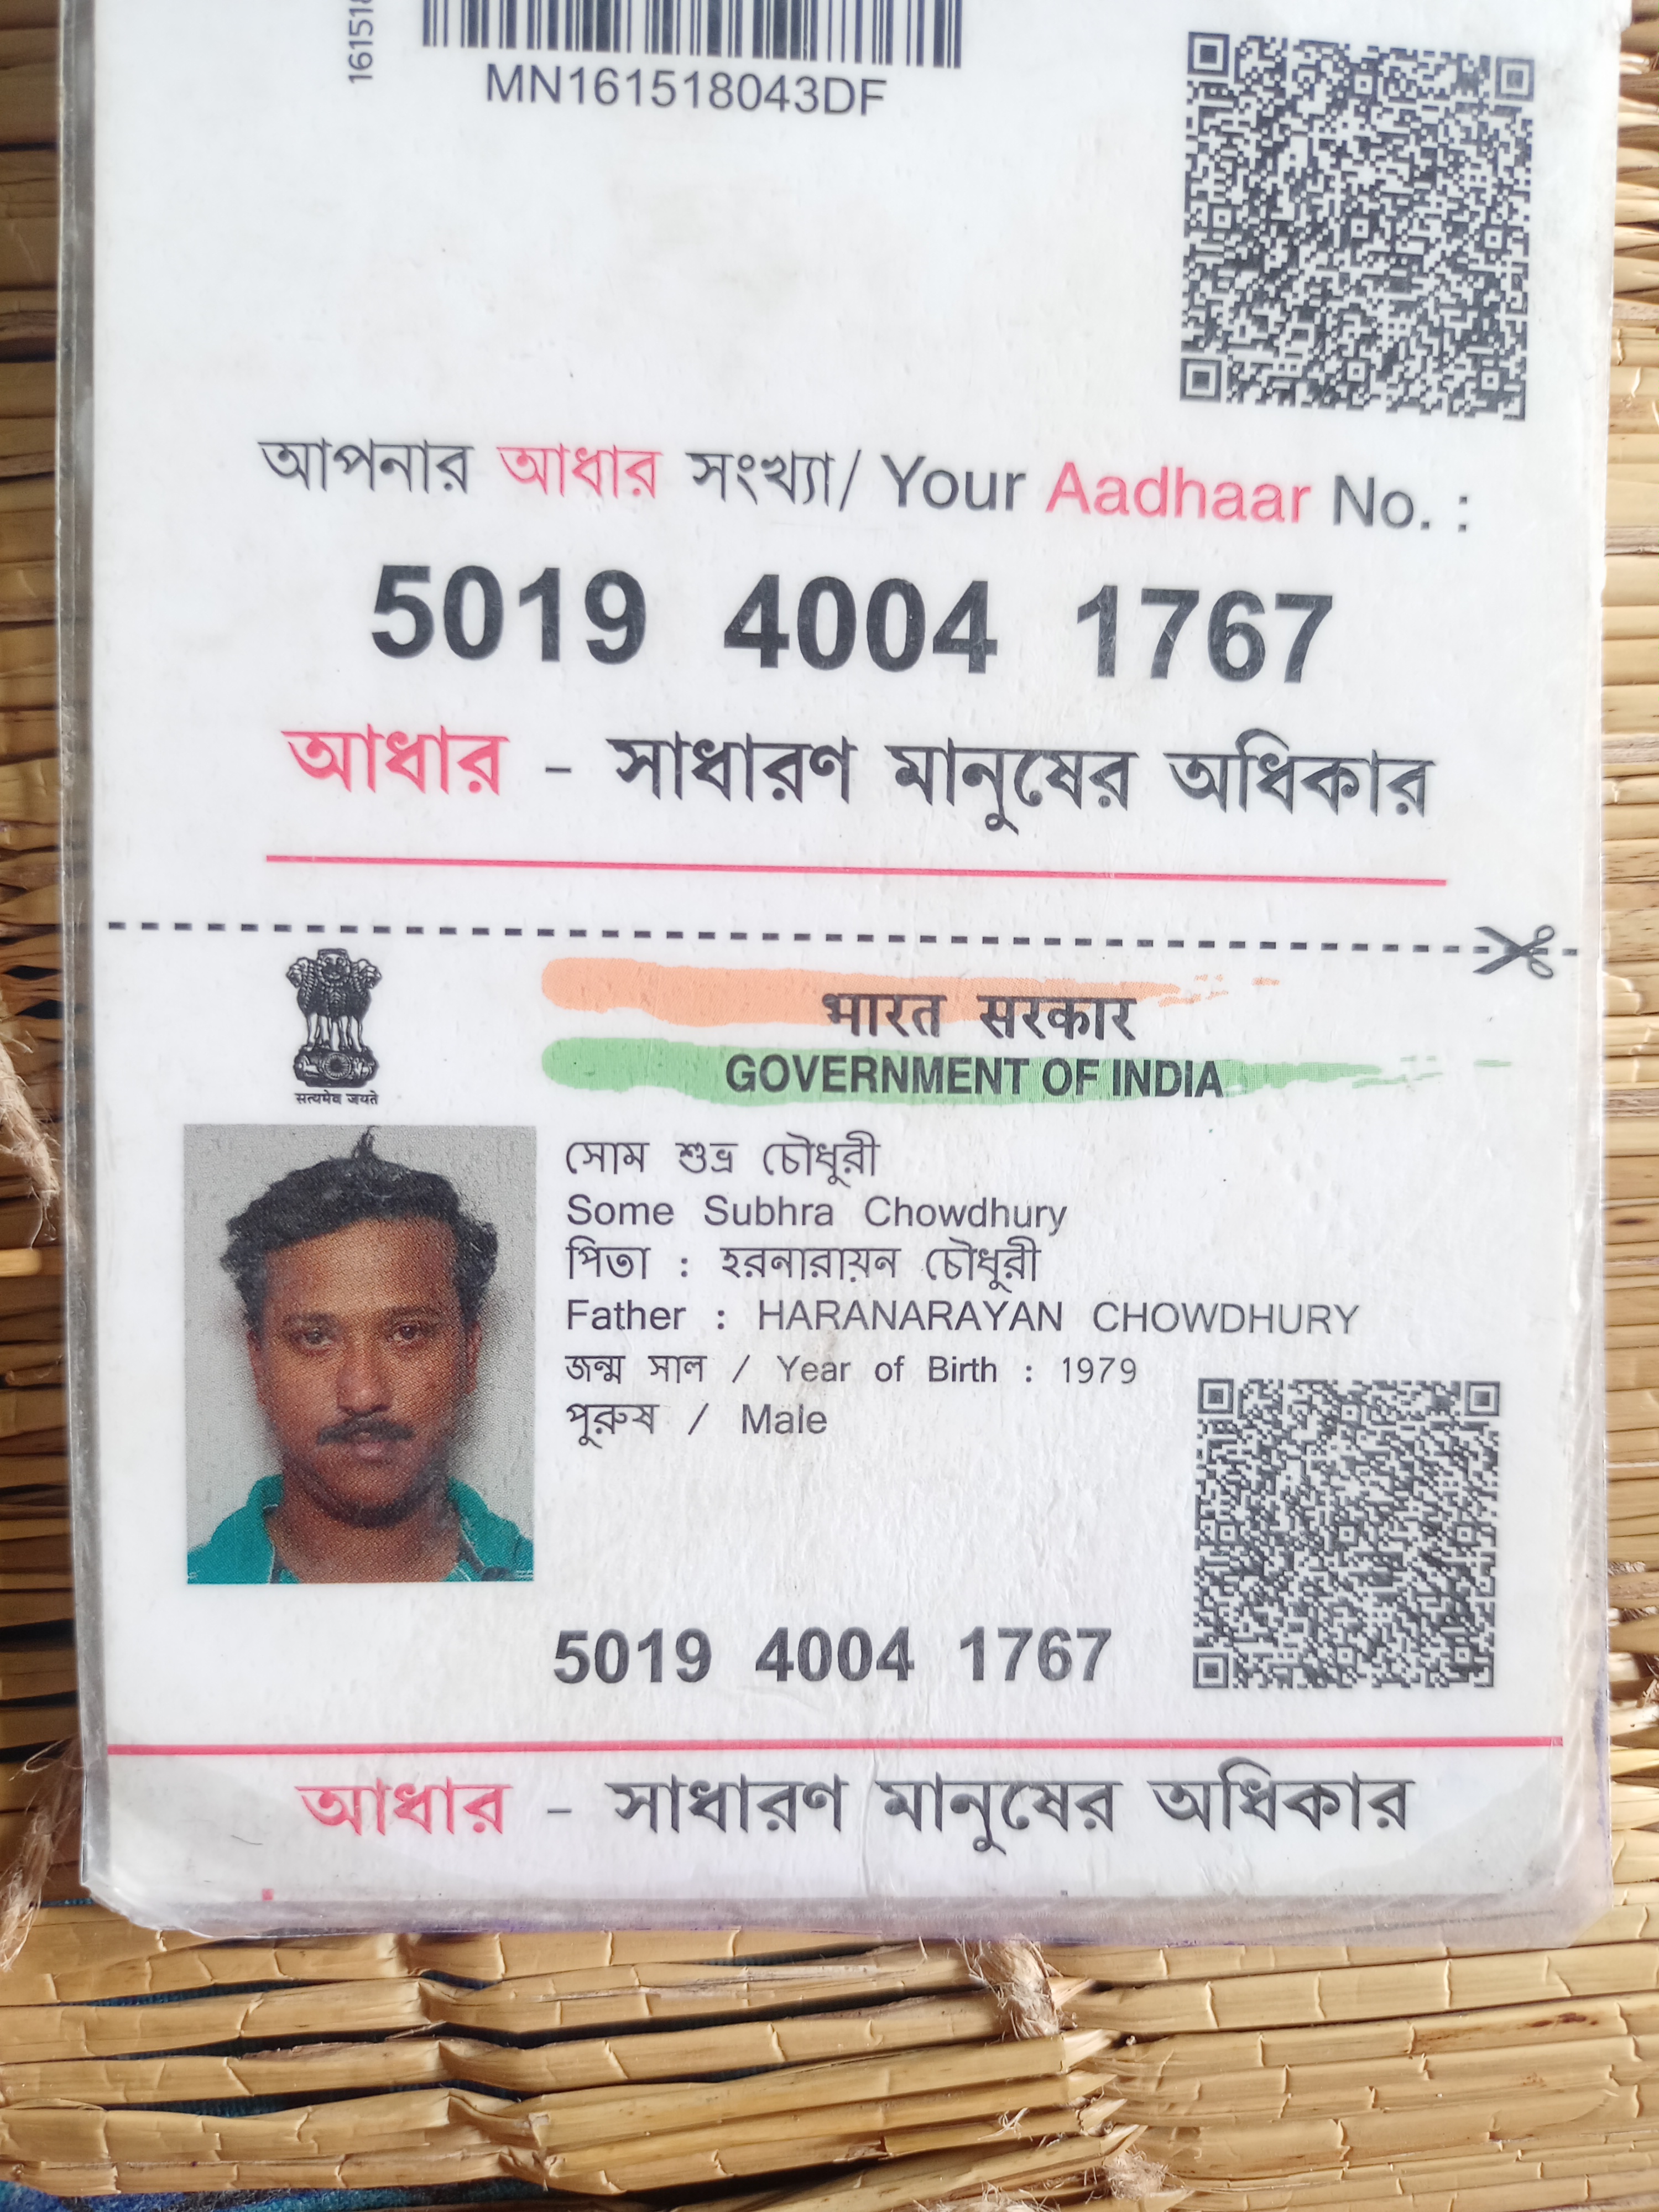 161518
MN161518043DF
আপনার আধার সংখ্যা/ Your Aadhaar No. :
5019 4004 1767
আধার - সাধারণ মানুষের অধিকার
भारत सरकार
GOVERNMENT OF INDIA
सत्यमेव जयते
সোম শুভ্র চৌধুরী
Some Subhra Chowdhury
পিতা : হরনারায়ন চৌধুরী
Father : HARANARAYAN CHOWDHURY
জন্ম সাল / Year of Birth : 1979
পুরুষ / Male
5019 4004 1767
আধার - সাধারণ মানুষের অধিকার